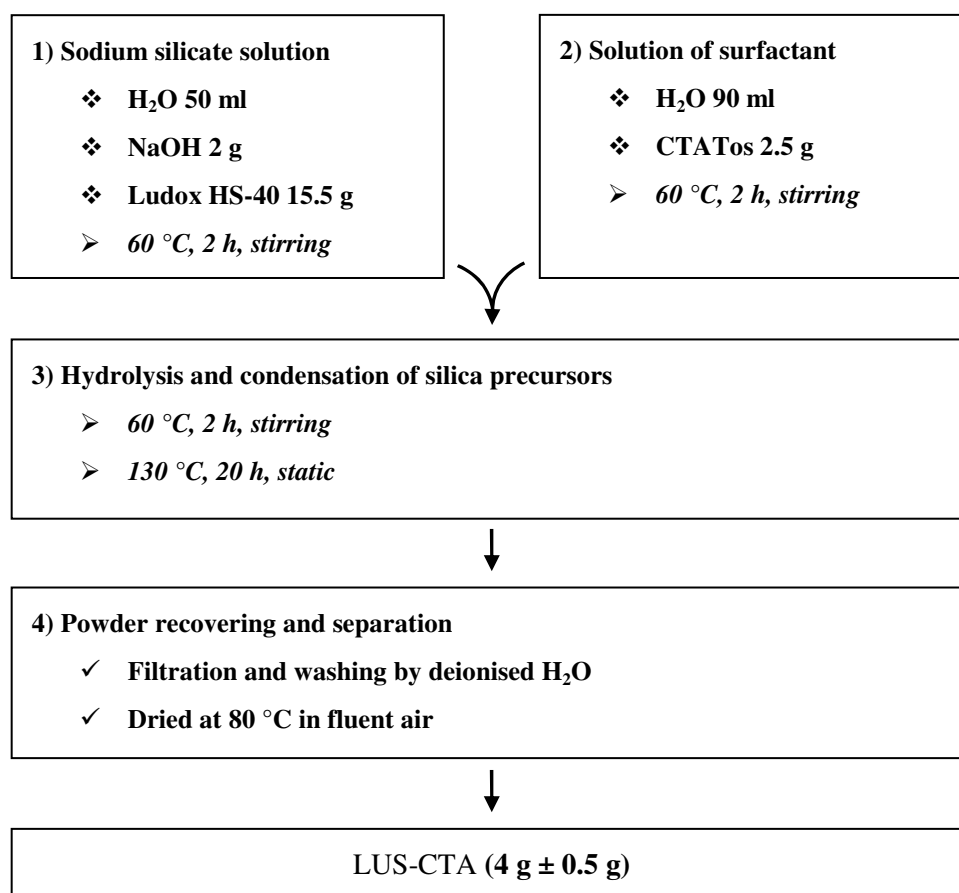 1) Sodium silicate solution
❖ H₂O 50 ml
❖ NaOH 2 g
❖ Ludox HS-40 15.5 g
➢ 60 °C, 2 h, stirring
2) Solution of surfactant
❖ H₂O 90 ml
❖ CTATos 2.5 g
➢ 60 °C, 2 h, stirring
3) Hydrolysis and condensation of silica precursors
➢ 60 °C, 2 h, stirring
➢ 130 °C, 20 h, static
4) Powder recovering and separation
✓ Filtration and washing by deionised H₂O
✓ Dried at 80 °C in fluent air
LUS-CTA (4 g ± 0.5 g)